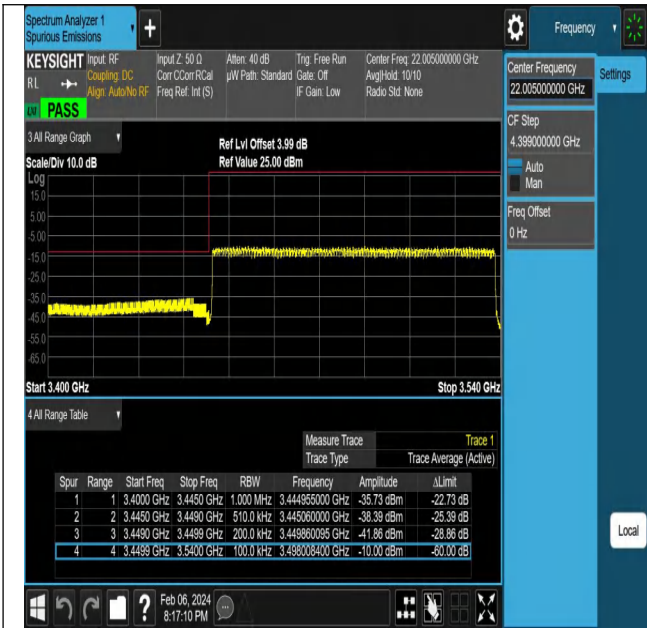 Spectrum Analyzer 1
Spurious Emissions
+
Frequency
KEYSIGHT
Input: RF
Input Z: 50 Ω
Atten: 40 dB
Trig: Free Run
Center Freq: 22.005000000 GHz
RL
Coupling: DC
Corr CCorr RCal
µW Path: Standard
Gate: Off
Avg|Hold: 10/10
Align: Auto/No RF
Freq Ref: Int (S)
IF Gain: Low
Radio Std: None
LXI
PASS
3 All Range Graph
Ref Lvl Offset 3.99 dB
Scale/Div 10.0 dB
Ref Value 25.00 dBm
Log
15.0
5.00
-5.00
-15.0
-25.0
-35.0
-45.0
-55.0
-65.0
Start 3.400 GHz
Stop 3.540 GHz
4 All Range Table
Measure Trace Trace 1
Trace Type Trace Average (Active)
Spur Range Start Freq Stop Freq RBW Frequency Amplitude ΔLimit
1 1 3.4000 GHz 3.4450 GHz 1.000 MHz 3.444955000 GHz -35.73 dBm -22.73 dB
2 2 3.4450 GHz 3.4490 GHz 510.0 kHz 3.445060000 GHz -38.39 dBm -25.39 dB
3 3 3.4490 GHz 3.4499 GHz 200.0 kHz 3.449860095 GHz -41.86 dBm -28.86 dB
4 4 3.4499 GHz 3.5400 GHz 100.0 kHz 3.498008400 GHz -10.00 dBm -60.00 dB
Center Frequency
22.005000000 GHz
Settings
CF Step
4.399000000 GHz
Auto
Man
Freq Offset
0 Hz
Local
?
Feb 06, 2024
8:17:10 PM